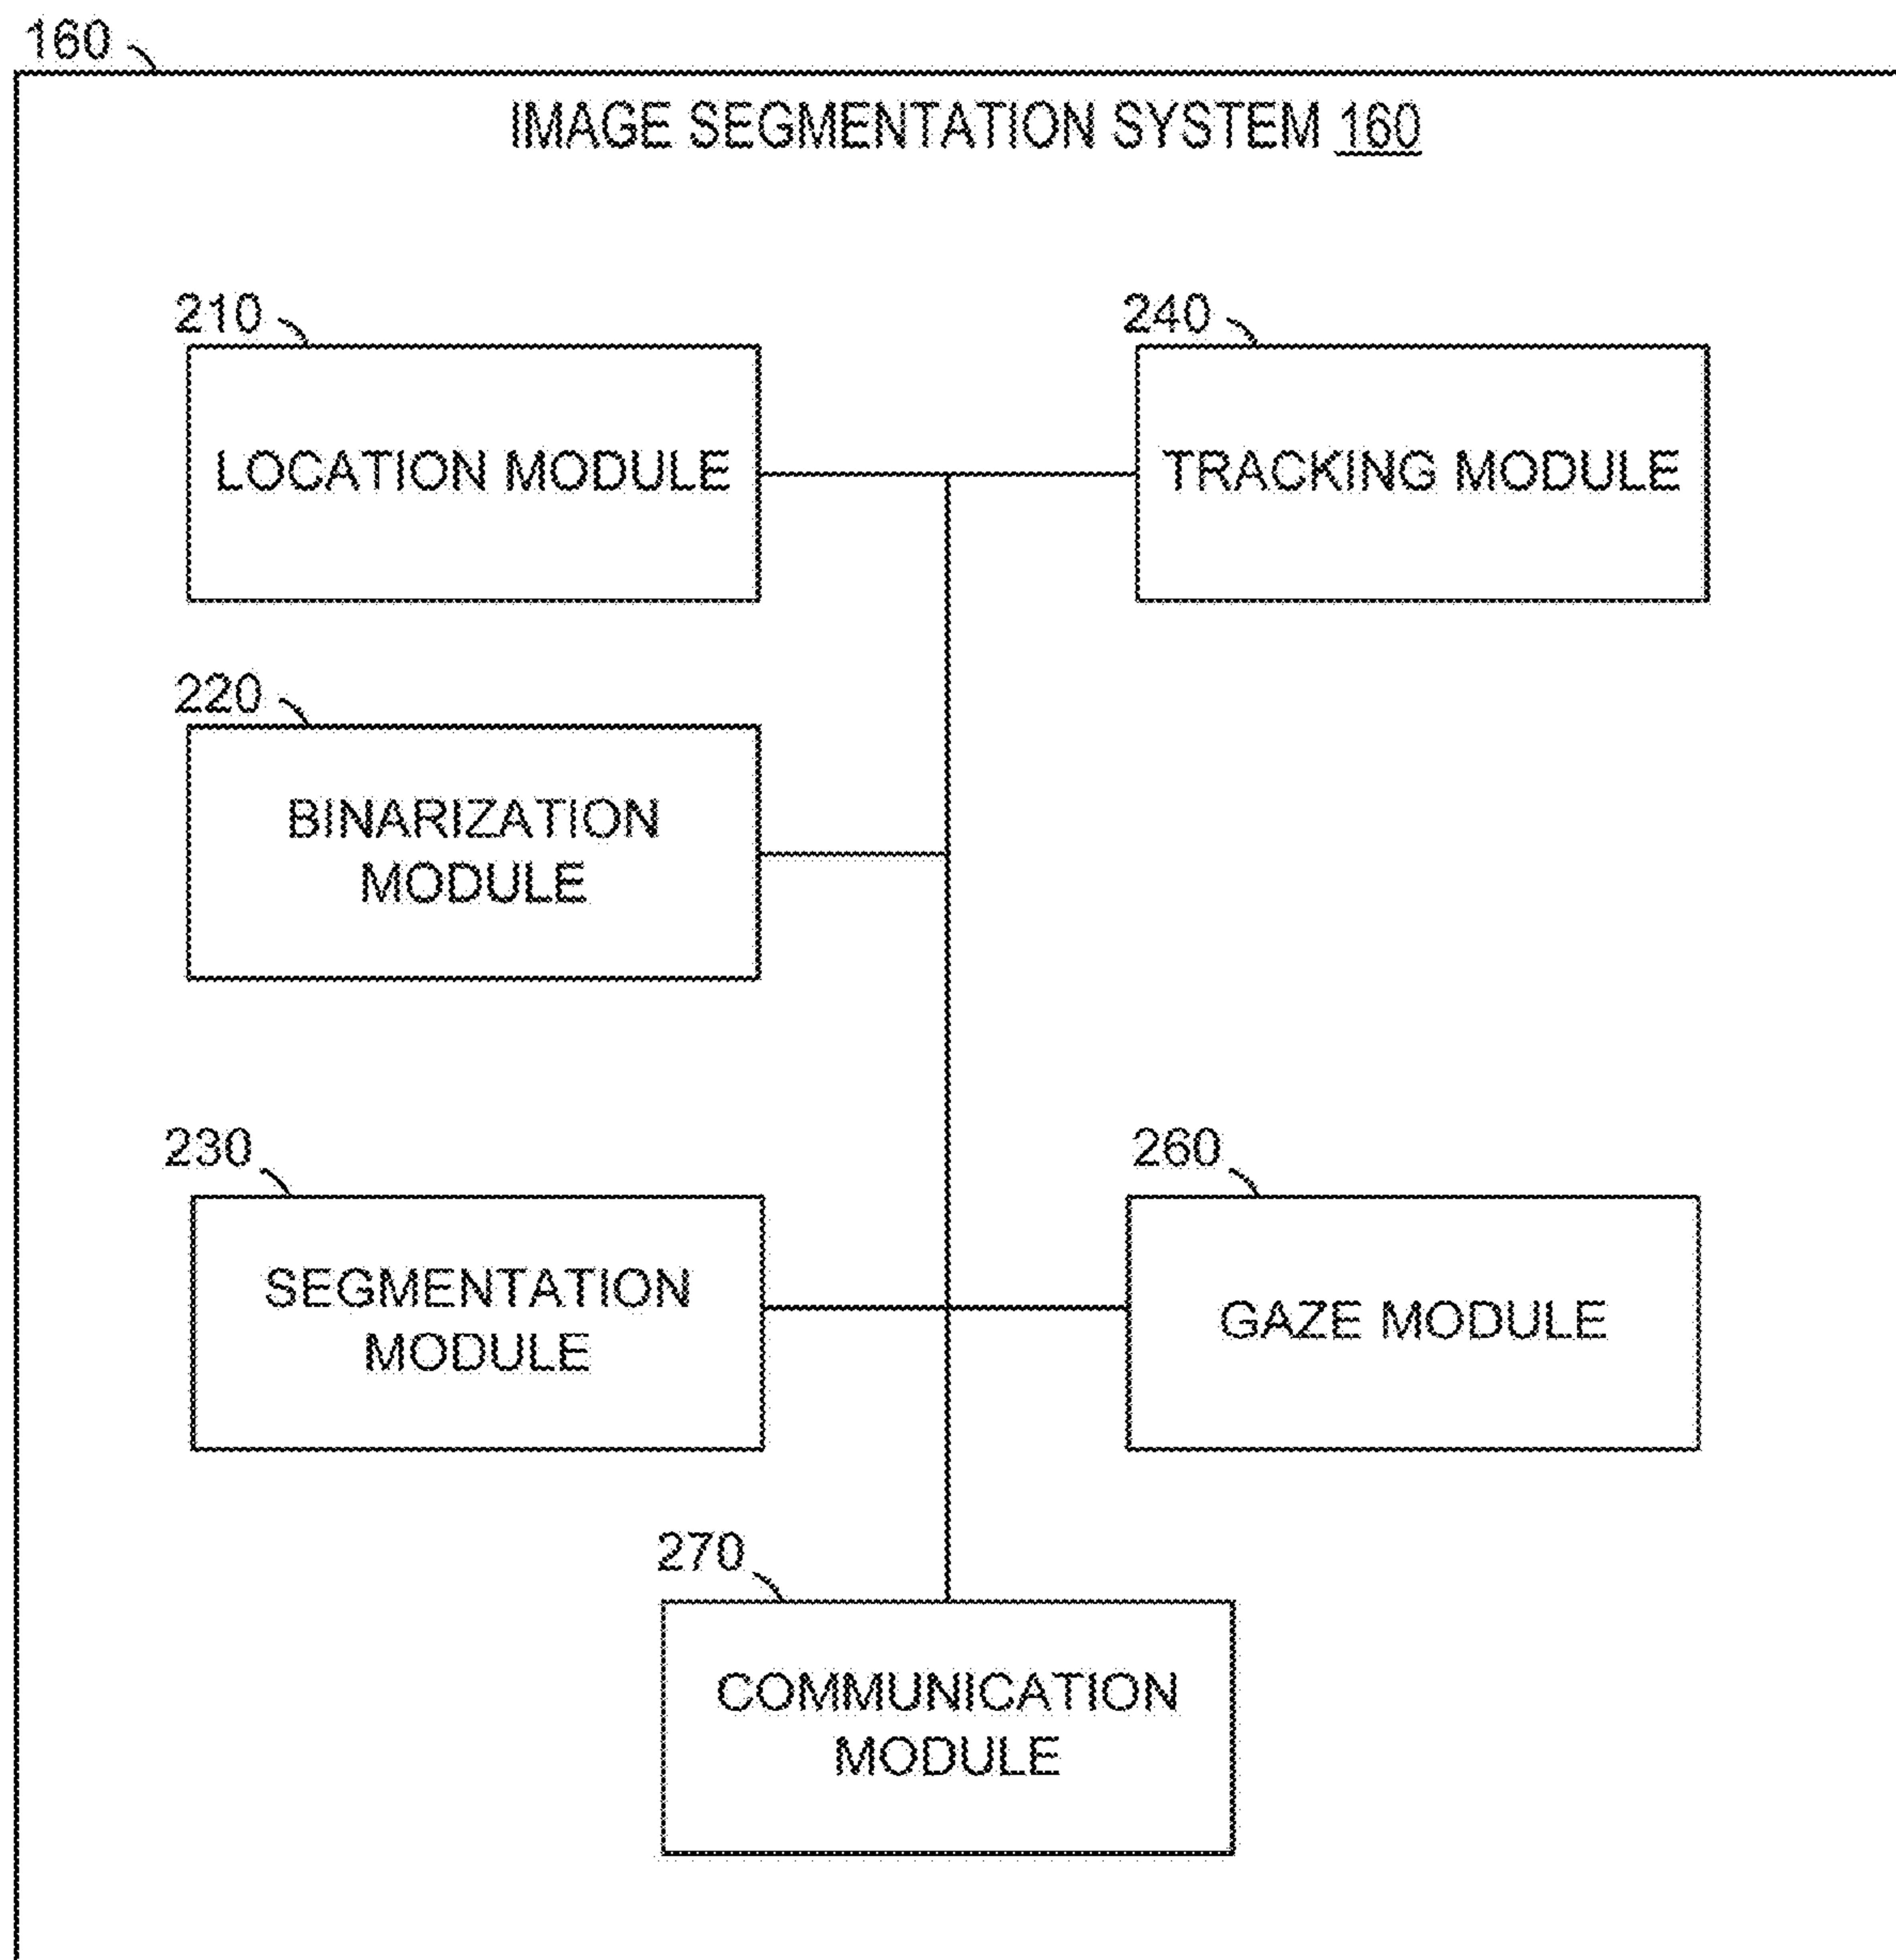 160
IMAGE SEGMENTATION SYSTEM 160
210
LOCATION MODULE
240
TRACKING MODULE
220
BINARIZATION
MODULE
230
SEGMENTATION
MODULE
260
GAZE MODULE
270
COMMUNICATION
MODULE